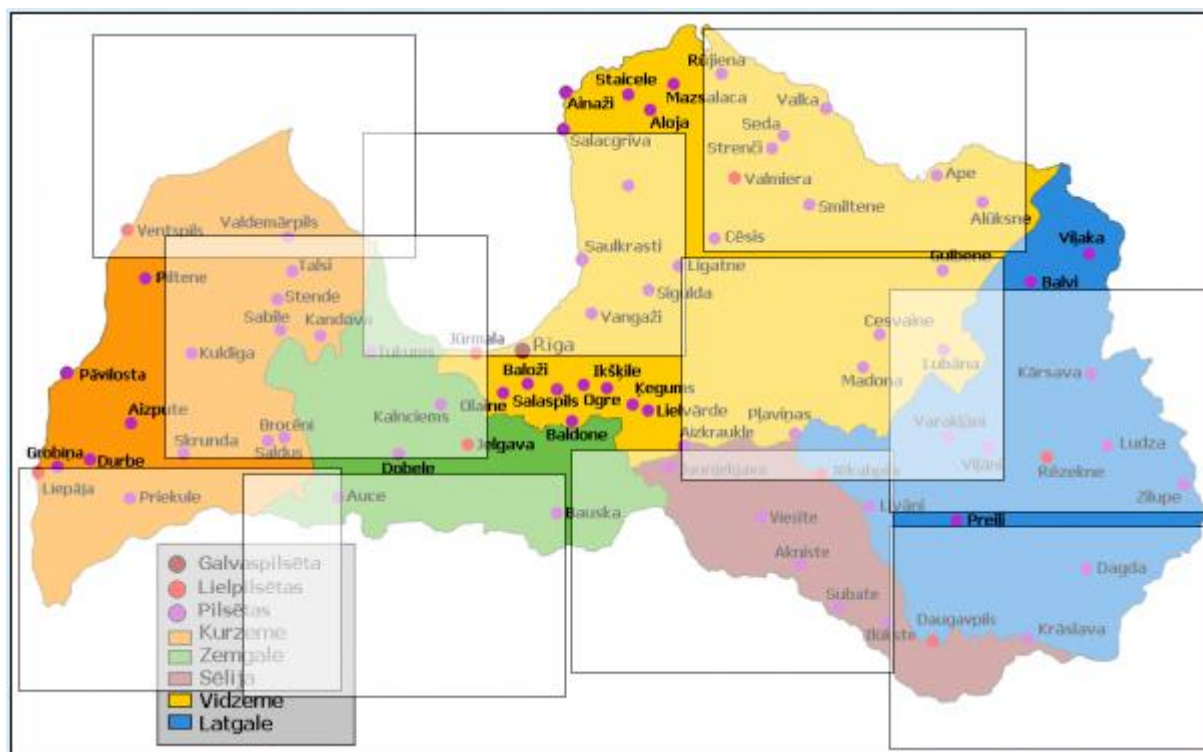 Rūjiena
Staicele
Ainaži
Mazsalaca
Valka
Aloja
Salacgrīva
Seda
Strenči
Valmiera
Ape
Smiltene
Alūksne
Ventspils
Valdemārpils
Cēsis
Viļaka
Saulkrasti
Līgatne
Gulbene
Talsi
Piltene
Balvi
Stende
Sigulda
Sabile
Kandava
Vangaži
Cesvaine
Jūrmala
Rīga
Kuldīga
Tukums
Lubāna
Pāvilosta
Baloži
Ikšķile
Madona
Kārsava
Olaine
Salaspils
Ogre
Ķegums
Kalnciems
Lielvārde
Aizpute
Pļaviņas
Brocēni
Baldone
Aizkraukle
Varakļāni
Skrunda
Saldus
Jelgava
Ludza
Grobiņa
Durbe
Dobele
Jaunjelgava
Jēkabpils
Viļāni
Rēzekne
Liepāja
Priekule
Auce
Zilupe
Bauska
Viesīte
Līvāni
Preiļi
Galvaspilsēta
Akniste
Dagda
Lielpilsētas
Pilsētas
Subate
Kurzeme
Ilūkste
Daugavpils
Krāslava
Zemgale
Sēlija
Vidzeme
Latgale